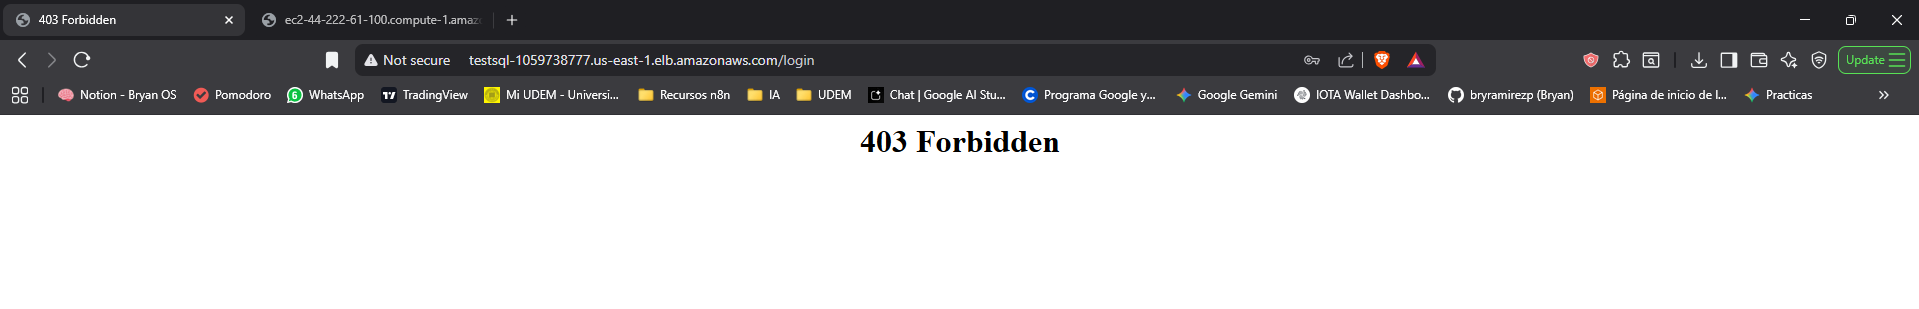 403 Forbidden
ec2-44-222-61-100.compute-1.amaz
Not secure
testsql-1059738777.us-east-1.elb.amazonaws.com/login
Update
Notion - Bryan OS
Pomodoro
WhatsApp
TradingView
Mi UDEM - Universi...
Recursos n8n
IA
UDEM
Chat | Google AI Stu...
Programa Google y...
Google Gemini
IOTA Wallet Dashbo...
bryramirezp (Bryan)
Página de inicio de l...
Practicas
403 Forbidden